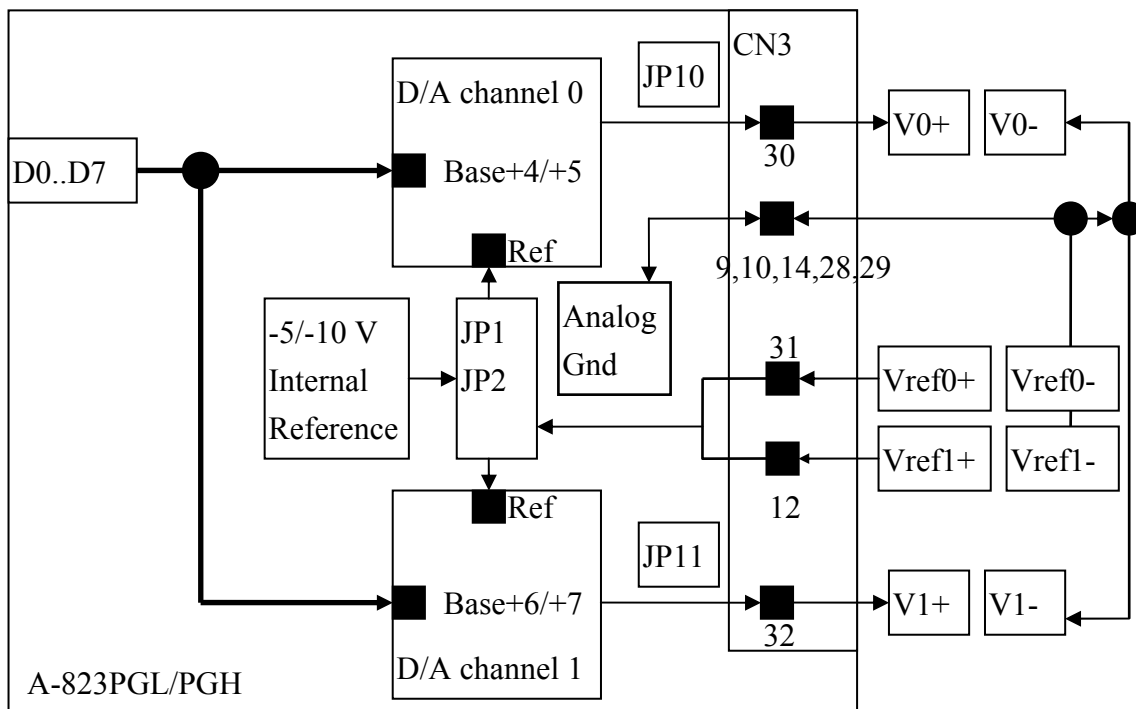 CN3
JP10
D/A channel 0
V0+
V0-
30
D0..D7
Base+4/+5
Ref
9,10,14,28,29
-5/-10 V
Internal
Reference
JP1
JP2
Analog
Gnd
31
Vref0+
Vref0-
Vref1+
Vref1-
12
Ref
JP11
Base+6/+7
V1+
V1-
32
D/A channel 1
A-823PGL/PGH